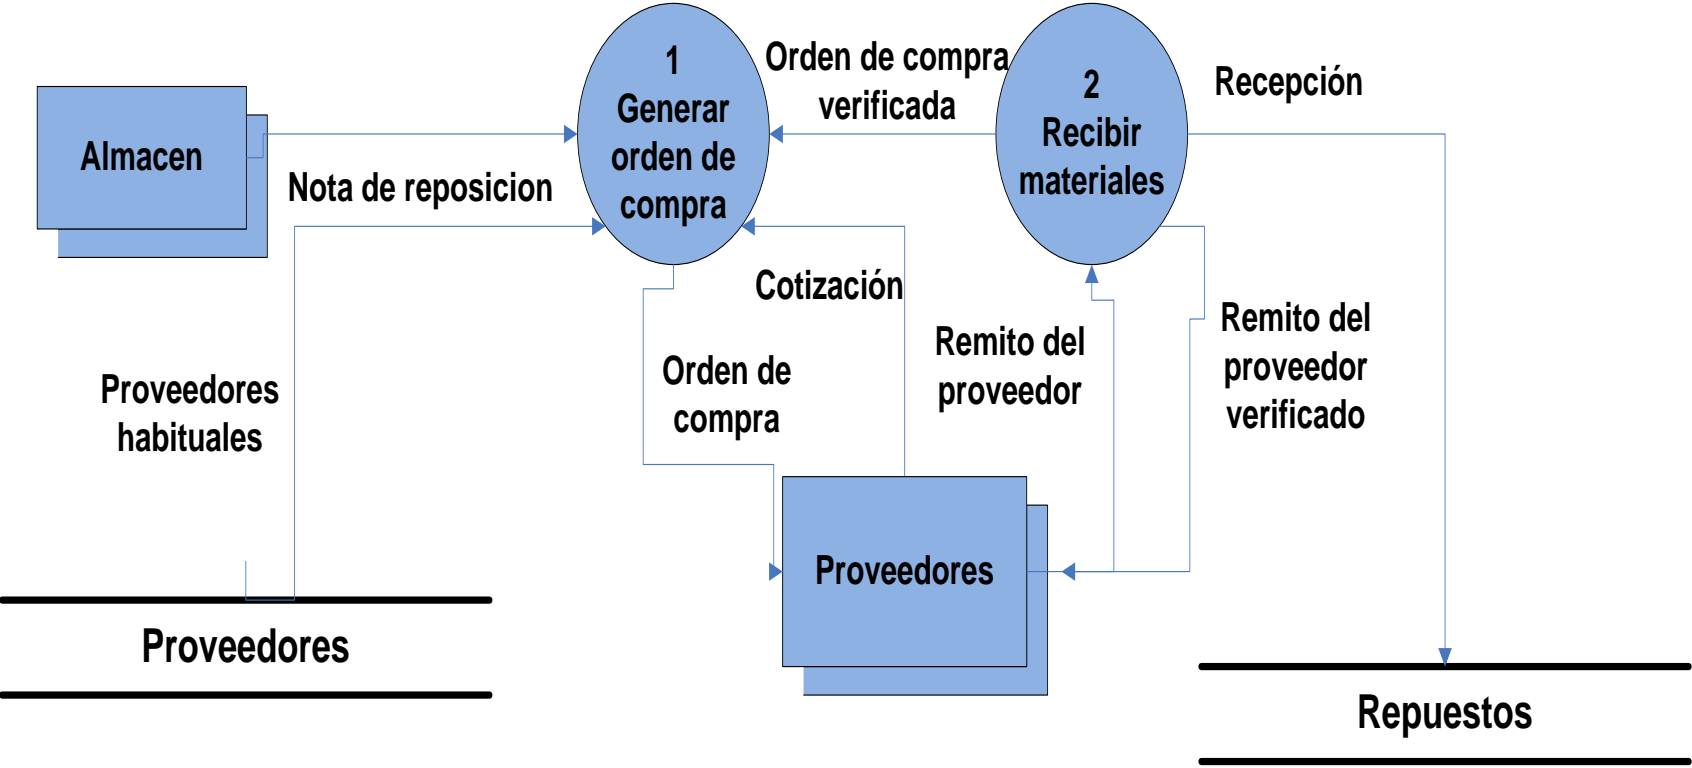 1
Generar
orden de
compra
Orden de compra
verificada
2
Recibir
materiales
Recepción
Almacen
Nota de reposicion
Cotización
Proveedores
habituales
Orden de
compra
Remito del
proveedor
Remito del
proveedor
verificado
Proveedores
Proveedores
Repuestos